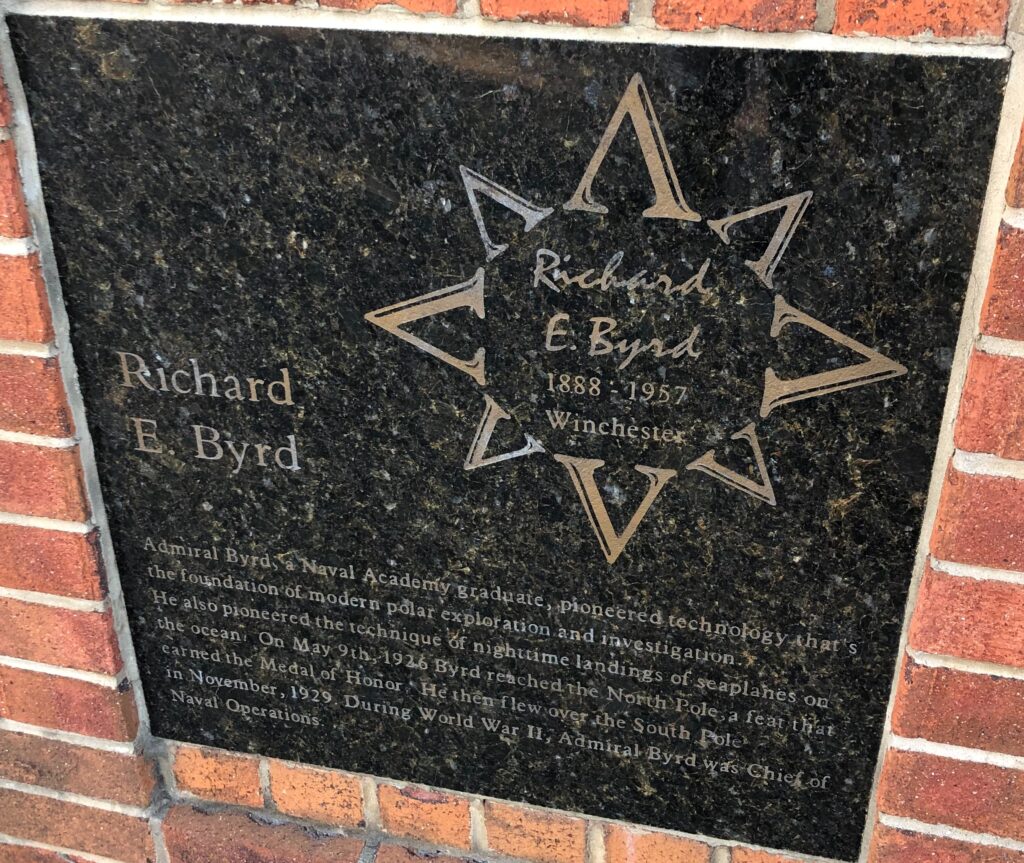 Richard
E. Byrd
1888 - 1957
Winchester
Richard
E. Byrd
Admiral Byrd, a Naval Academy graduate, pioneered technology that's
the foundation of modern polar exploration and investigation.
He also pioneered the technique of nighttime landings of seaplanes on
the ocean. On May 9th, 1926 Byrd reached the North Pole, a feat that
earned the Medal of Honor. He then flew over the South Pole
in November, 1929. During World War II, Admiral Byrd was Chief of
Naval Operations.